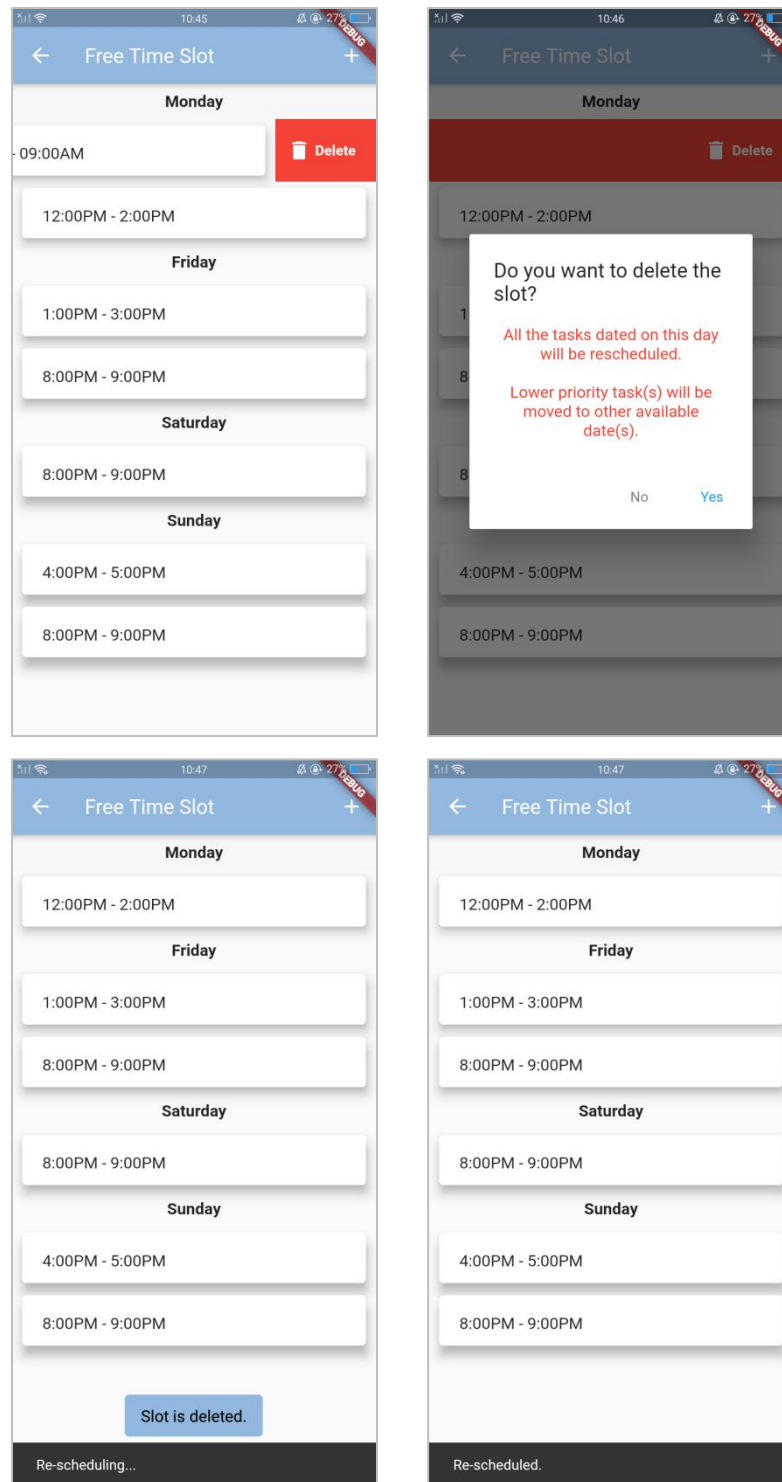 10:45
27%
DEBUG
Free Time Slot
Monday
- 09:00AM
Delete
12:00PM - 2:00PM
Friday
1:00PM - 3:00PM
8:00PM - 9:00PM
Saturday
8:00PM - 9:00PM
Sunday
4:00PM - 5:00PM
8:00PM - 9:00PM
10:46
27%
DEBUG
Free Time Slot
Monday
Delete
12:00PM - 2:00PM
Do you want to delete the
slot?
1
All the tasks dated on this day
will be rescheduled.
8
Lower priority task(s) will be
moved to other available
date(s).
8
No Yes
4:00PM - 5:00PM
8:00PM - 9:00PM
10:47
27%
DEBUG
Free Time Slot
Monday
12:00PM - 2:00PM
Friday
1:00PM - 3:00PM
8:00PM - 9:00PM
Saturday
8:00PM - 9:00PM
Sunday
4:00PM - 5:00PM
8:00PM - 9:00PM
Slot is deleted.
Re-scheduling...
10:47
27%
DEBUG
Free Time Slot
Monday
12:00PM - 2:00PM
Friday
1:00PM - 3:00PM
8:00PM - 9:00PM
Saturday
8:00PM - 9:00PM
Sunday
4:00PM - 5:00PM
8:00PM - 9:00PM
Re-scheduled.